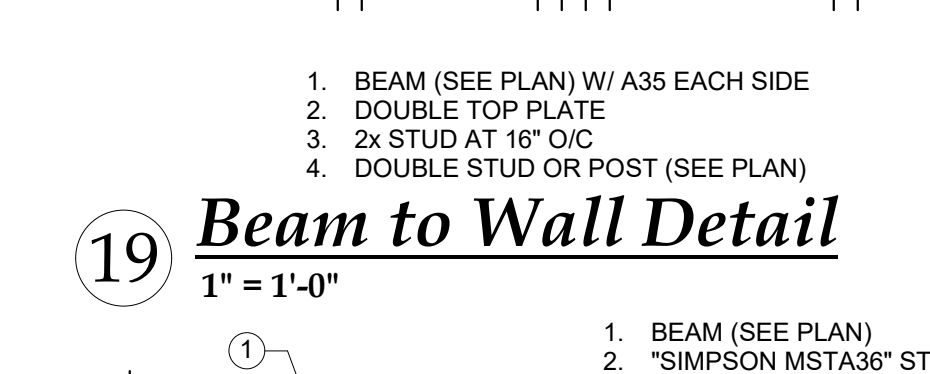 1. BEAM (SEE PLAN) W/ A35 EACH SIDE
2. DOUBLE TOP PLATE
3. 2x STUD AT 16" O/C
4. DOUBLE STUD OR POST (SEE PLAN)
19 Beam to Wall Detail
1" = 1'-0"
1
1. BEAM (SEE PLAN)
2. "SIMPSON MSTA36" ST